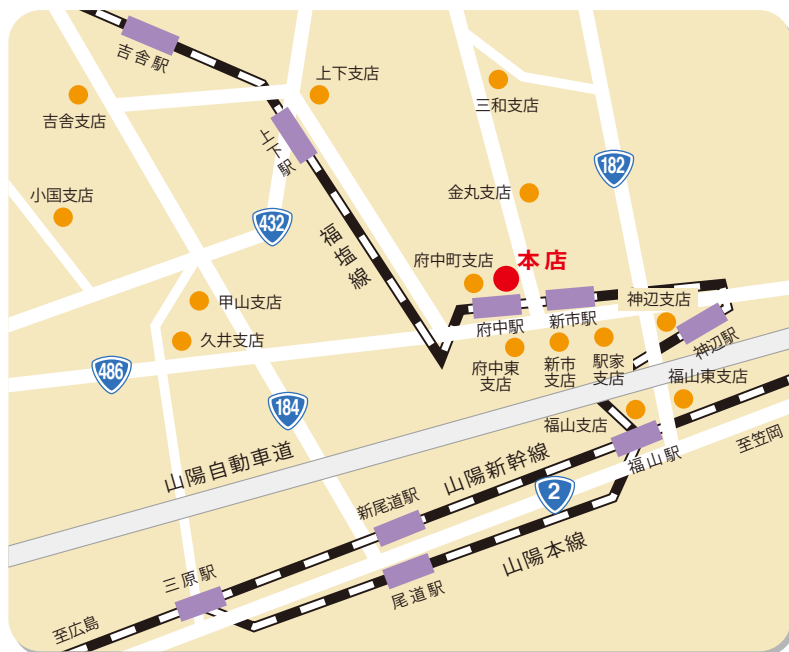 吉舎駅
上下支店
三和支店
吉舎支店
上下駅
182
小国支店
金丸支店
432
福塩線
本店
府中町支店
甲山支店
神辺支店
府中駅
新市駅
久井支店
神辺駅
府中東
支店
新市
支店
駅家
支店
486
福山東支店
184
福山支店
山陽自動車道
山陽新幹線
福山駅
至笠岡
新尾道駅
2
山陽本線
三原駅
尾道駅
至広島